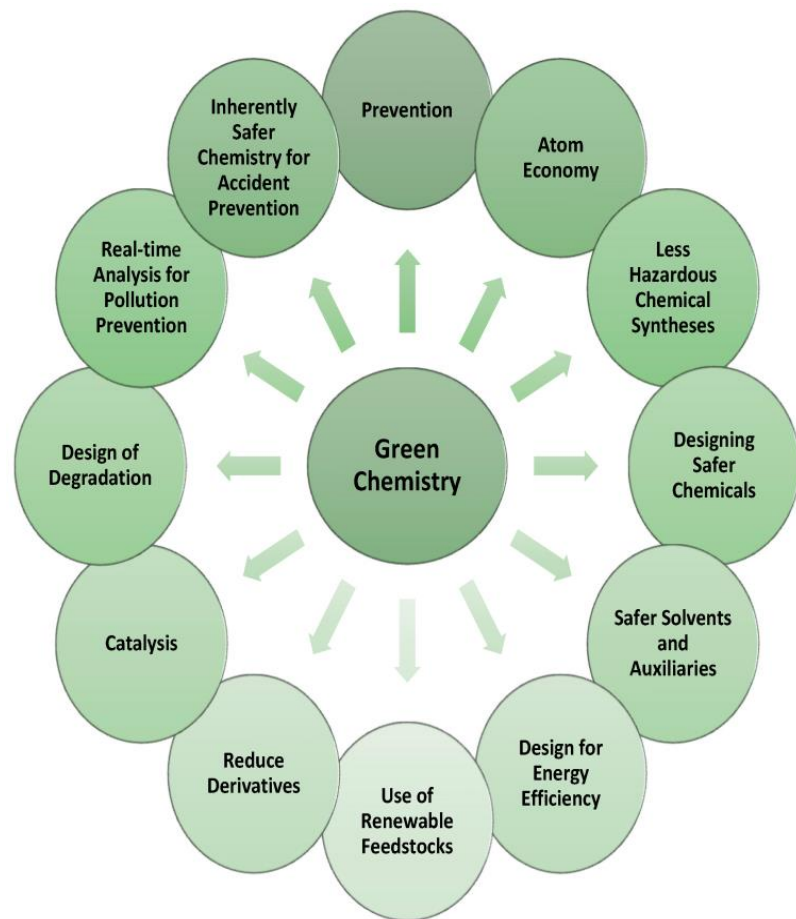 Prevention
Atom
Economy
Less
Hazardous
Chemical
Syntheses
Designing
Safer
Chemicals
Safer Solvents
and
Auxiliaries
Design for
Energy
Efficiency
Use of
Renewable
Feedstocks
Reduce
Derivatives
Catalysis
Design of
Degradation
Real-time
Analysis for
Pollution
Prevention
Inherently
Safer
Chemistry for
Accident
Prevention
Green
Chemistry